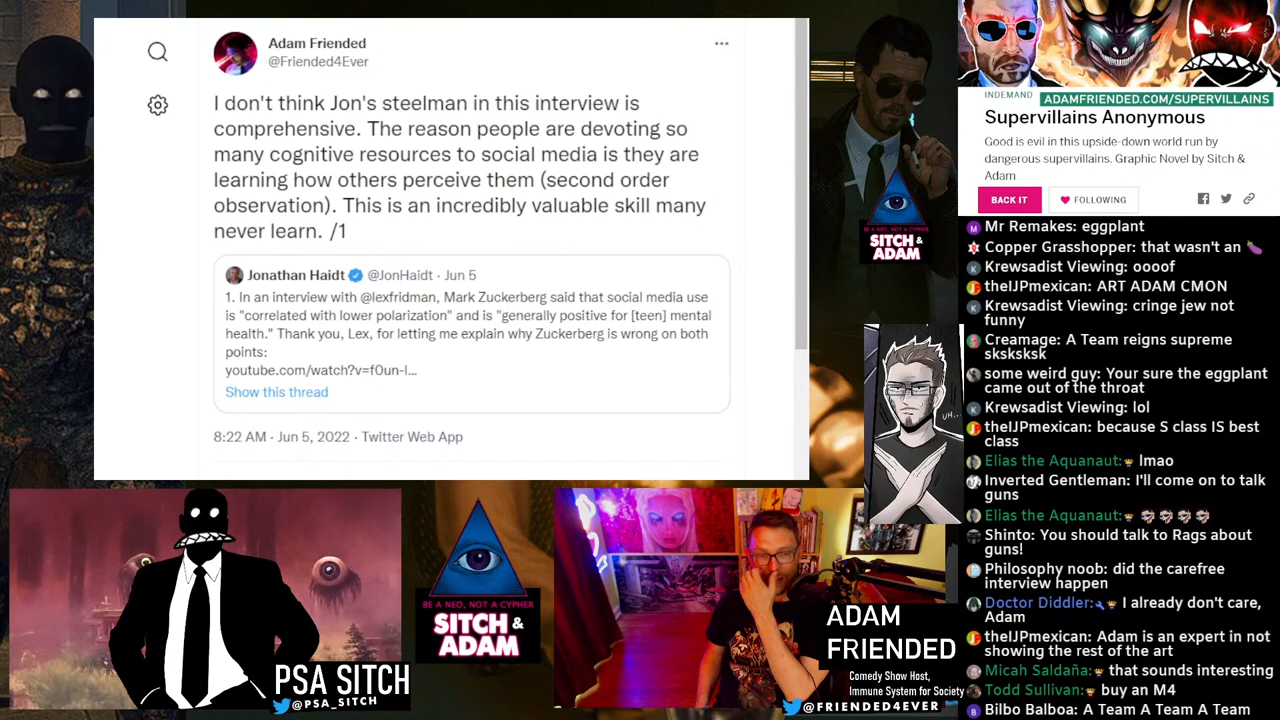 Adam Friended
@Friended4Ever
I don't think Jon's steelman in this interview is
comprehensive. The reason people are devoting so
many cognitive resources to social media is they are
learning how others perceive them (second order
observation). This is an incredibly valuable skill many
never learn. /1
Jonathan Haidt @JonHaidt · Jun 5
1. In an interview with @lexfridman, Mark Zuckerberg said that social media use
is "correlated with lower polarization" and is "generally positive for [teen] mental
health." Thank you, Lex, for letting me explain why Zuckerberg is wrong on both
points:
youtube.com/watch?v=f0un-l...
Show this thread
8:22 AM · Jun 5, 2022 · Twitter Web App
SITCH &
ADAM
UH..
PSA SITCH
@PSA_SITCH
BE A NEO, NOT A CYPHER
SITCH &
ADAM
ADAM
FRIENDED
Comedy Show Host,
Immune System for Society
@FRIENDED4EVER
INDEMAND
ADAMFRIENDED.COM/SUPERVILLAINS
Supervillains Anonymous
Good is evil in this upside-down world run by
dangerous supervillains. Graphic Novel by Sitch &
Adam
BACK IT
FOLLOWING
Mr Remakes: eggplant
Copper Grasshopper: that wasn't an 🍆
Krewsadist Viewing: oooof
theIJPmexican: ART ADAM CMON
Krewsadist Viewing: cringe jew not
funny
Creamage: A Team reigns supreme
sksksksk
some weird guy: Your sure the eggplant
came out of the throat
Krewsadist Viewing: lol
theIJPmexican: because S class IS best
class
Elias the Aquanaut: lmao
Inverted Gentleman: I'll come on to talk
guns
Elias the Aquanaut:
Shinto: You should talk to Rags about
guns!
Philosophy noob: did the carefree
interview happen
Doctor Diddler: I already don't care,
Adam
theIJPmexican: Adam is an expert in not
showing the rest of the art
Micah Saldaña: that sounds interesting
Todd Sullivan: buy an M4
Bilbo Balboa: A Team A Team A Team